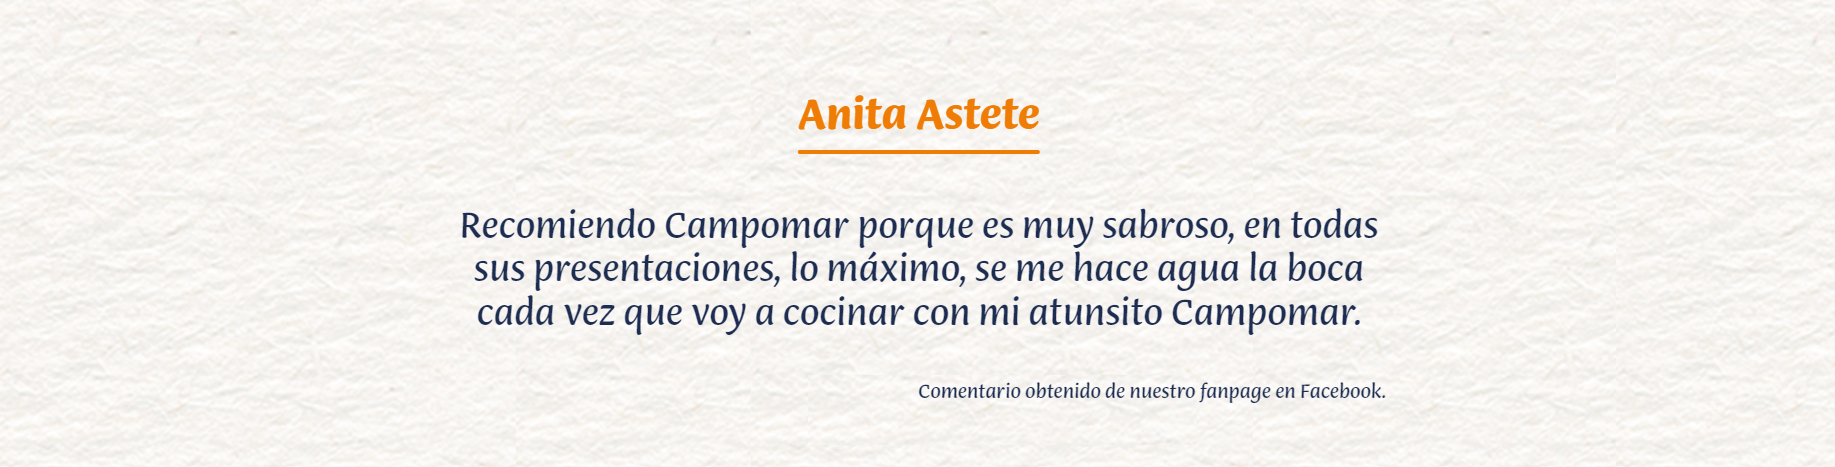 Anita Astete
Recomiendo Campomar porque es muy sabroso, en todas
sus presentaciones, lo máximo, se me hace agua la boca
cada vez que voy a cocinar con mi atunsito Campomar.
Comentario obtenido de nuestro fanpage en Facebook.